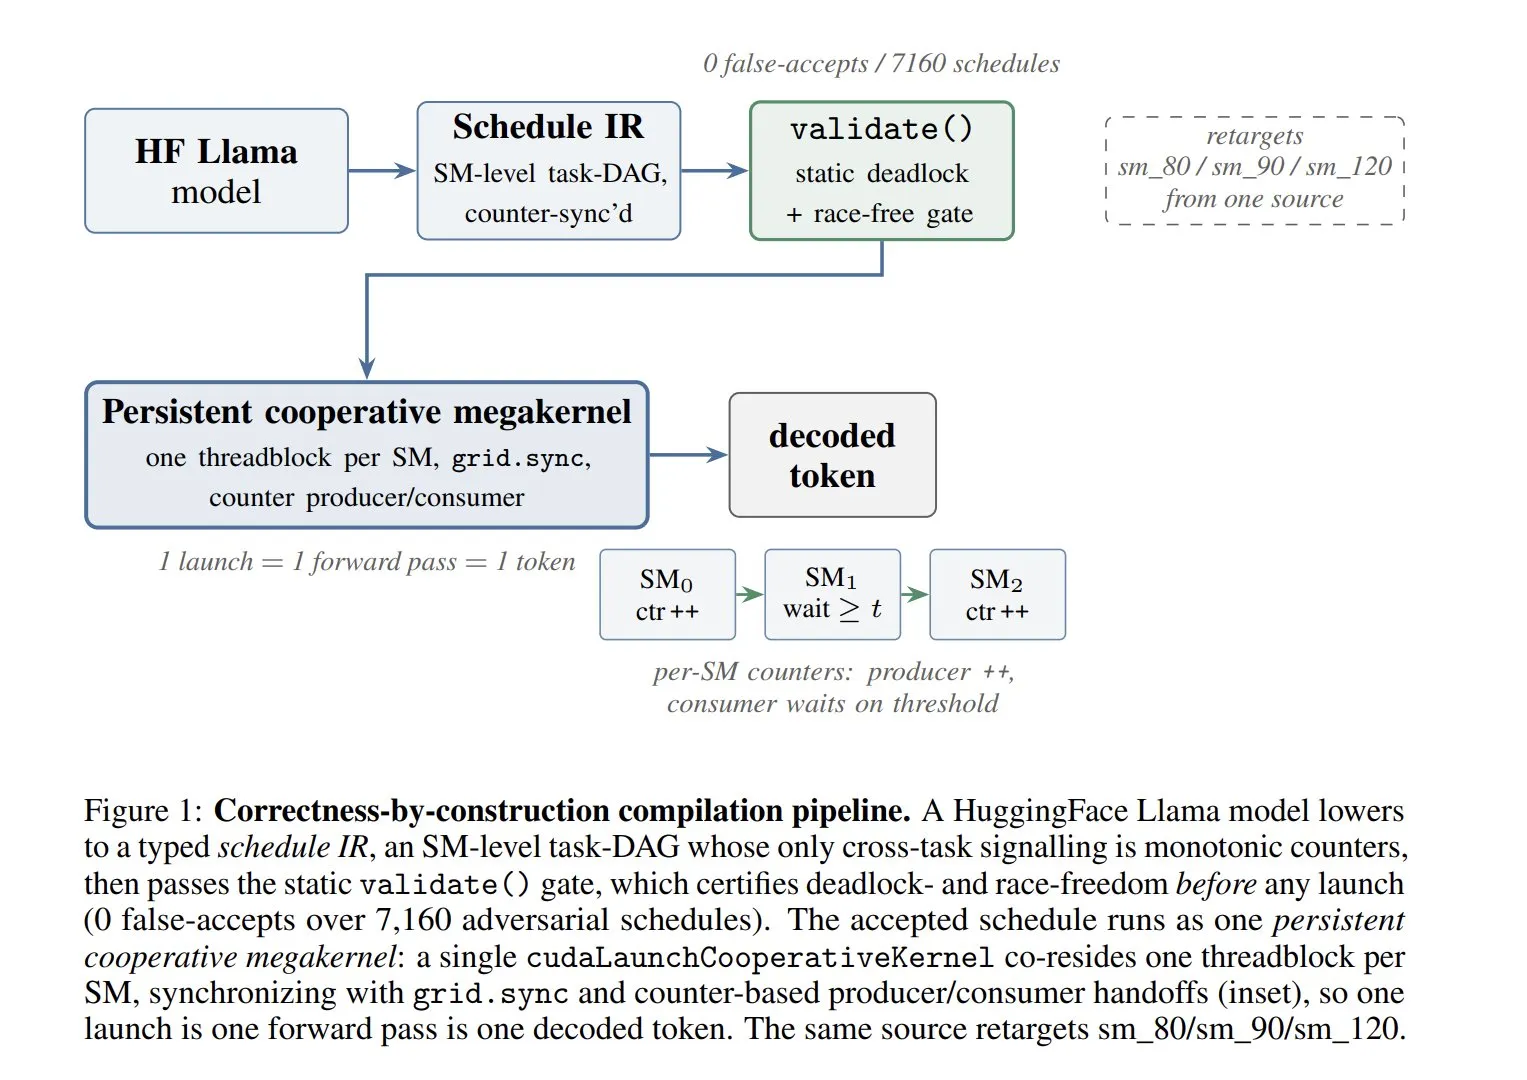 0 false-accepts / 7160 schedules
HF Llama
model
Schedule IR
SM-level task-DAG,
counter-sync’d
validate()
static deadlock
+ race-free gate
retargets
sm_80 / sm_90 / sm_120
from one source
Persistent cooperative megakernel
one threadblock per SM, grid.sync,
counter producer/consumer
decoded
token
1 launch = 1 forward pass = 1 token
SM₀
ctr ++
SM₁
wait ≥ t
SM₂
ctr ++
per-SM counters: producer ++,
consumer waits on threshold
Figure 1: Correctness-by-construction compilation pipeline. A HuggingFace Llama model lowers
to a typed schedule IR, an SM-level task-DAG whose only cross-task signalling is monotonic counters,
then passes the static validate() gate, which certifies deadlock- and race-freedom before any launch
(0 false-accepts over 7,160 adversarial schedules). The accepted schedule runs as one persistent
cooperative megakernel: a single cudaLaunchCooperativeKernel co-resides one threadblock per
SM, synchronizing with grid.sync and counter-based producer/consumer handoffs (inset), so one
launch is one forward pass is one decoded token. The same source retargets sm_80/sm_90/sm_120.